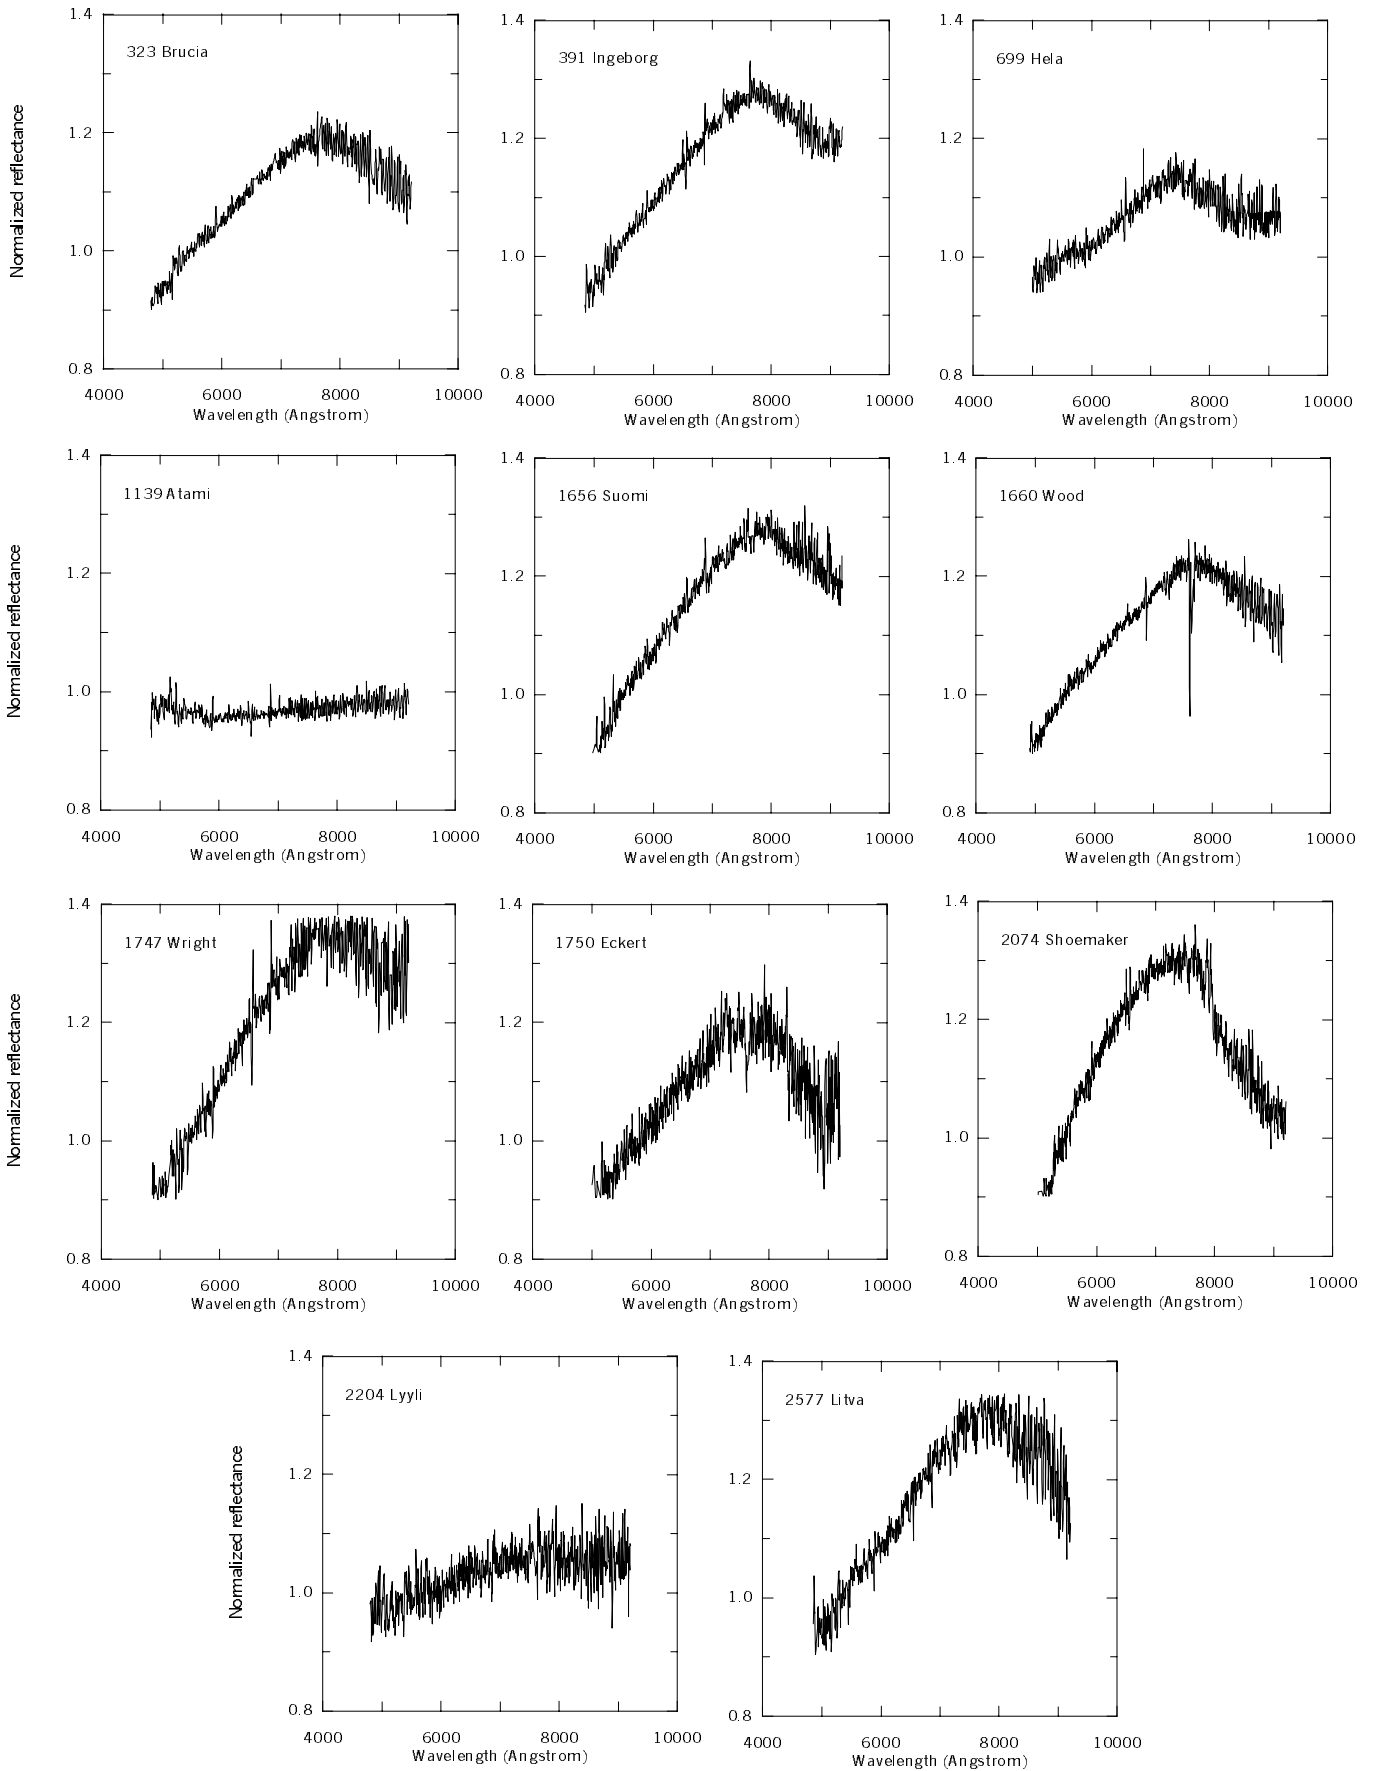 1.4
1.2
1.0
0.8
Normalized reflectance
323 Brucia
4000 6000 8000 10000
Wavelength (Angstrom)
1.4
1.2
1.0
0.8
391 Ingeborg
4000 6000 8000 10000
Wavelength (Angstrom)
1.4
1.2
1.0
0.8
699 Hela
4000 6000 8000 10000
Wavelength (Angstrom)
1.4
1.2
1.0
0.8
Normalized reflectance
1139 Atami
4000 6000 8000 10000
Wavelength (Angstrom)
1.4
1.2
1.0
0.8
1656 Suomi
4000 6000 8000 10000
Wavelength (Angstrom)
1.4
1.2
1.0
0.8
1660 Wood
4000 6000 8000 10000
Wavelength (Angstrom)
1.4
1.2
1.0
0.8
Normalized reflectance
1747 Wright
4000 6000 8000 10000
Wavelength (Angstrom)
1.4
1.2
1.0
0.8
1750 Eckert
4000 6000 8000 10000
Wavelength (Angstrom)
1.4
1.2
1.0
0.8
2074 Shoemaker
4000 6000 8000 10000
Wavelength (Angstrom)
1.4
1.2
1.0
0.8
Normalized reflectance
2204 Lyyli
4000 6000 8000 10000
Wavelength (Angstrom)
1.4
1.2
1.0
0.8
2577 Litva
4000 6000 8000 10000
Wavelength (Angstrom)